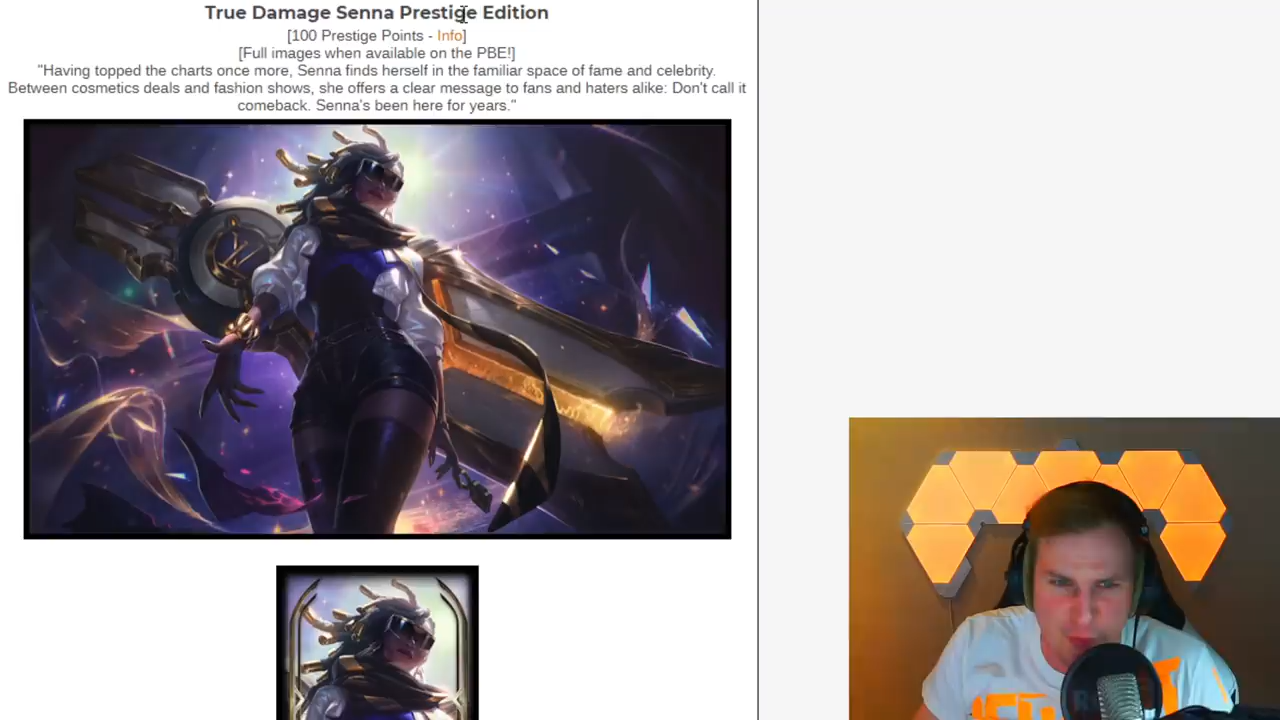 True Damage Senna Prestige Edition
[100 Prestige Points - Info]
[Full images when available on the PBE!]
"Having topped the charts once more, Senna finds herself in the familiar space of fame and celebrity.
Between cosmetics deals and fashion shows, she offers a clear message to fans and haters alike: Don't call it
comeback. Senna's been here for years."